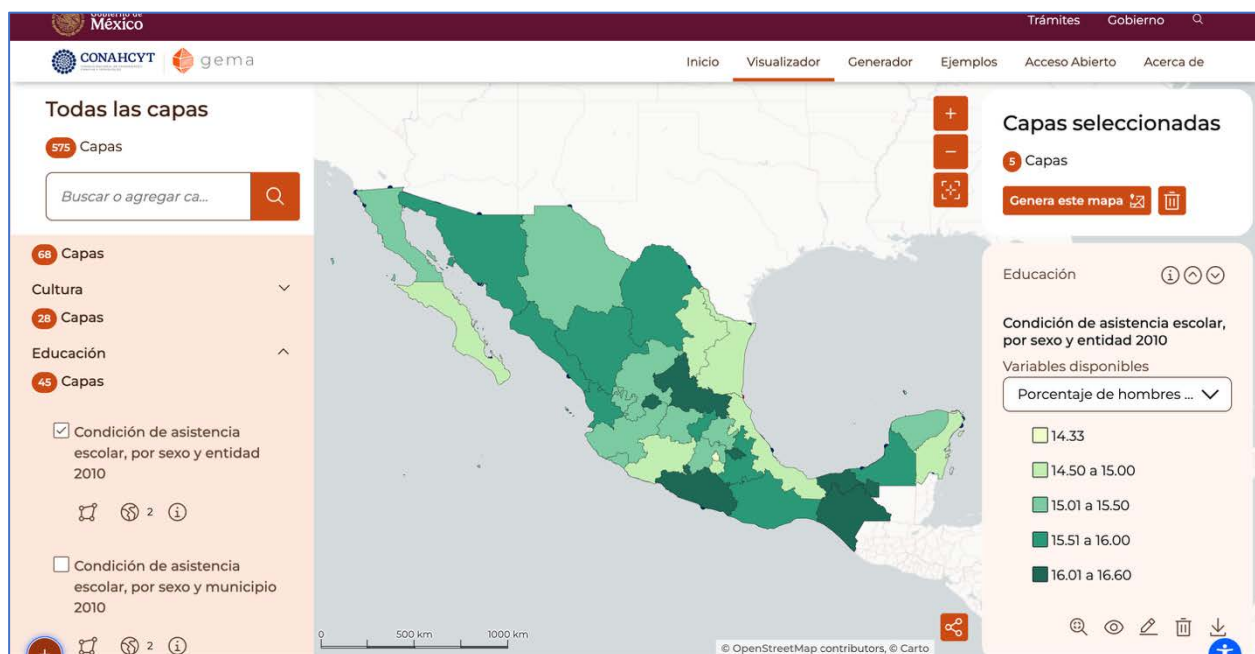 Gobierno de
México
Trámites
Gobierno
CONAHCYT
gema
Inicio
Visualizador
Generador
Ejemplos
Acceso Abierto
Acerca de
Todas las capas
575 Capas
Buscar o agregar ca...
68 Capas
Cultura
28 Capas
Educación
45 Capas
Condición de asistencia
escolar, por sexo y entidad
2010
2
Condición de asistencia
escolar, por sexo y municipio
2010
2
0
500 km
1000 km
© OpenStreetMap contributors, © Carto
Capas seleccionadas
5 Capas
Genera este mapa
Educación
Condición de asistencia escolar,
por sexo y entidad 2010
Variables disponibles
Porcentaje de hombres ...
14.33
14.50 a 15.00
15.01 a 15.50
15.51 a 16.00
16.01 a 16.60